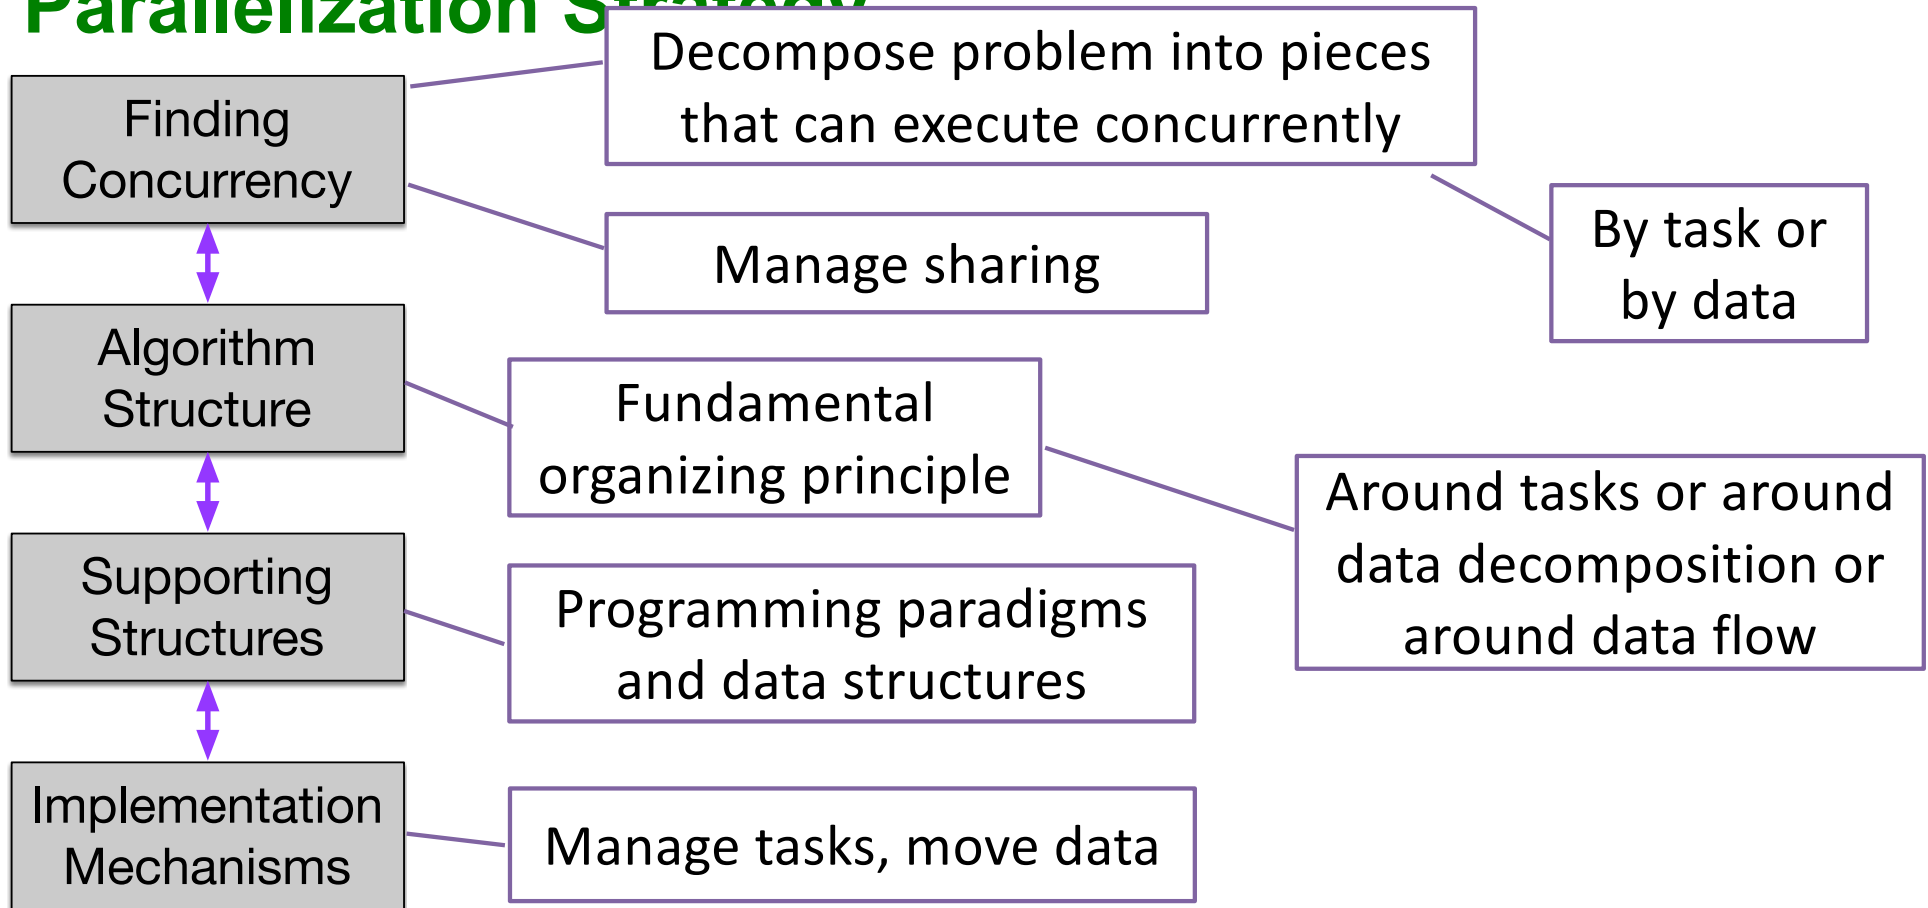 Parallelization Strategy
Decompose problem into pieces
that can execute concurrently
Finding
Concurrency
By task or
by data
Manage sharing
Algorithm
Structure
Fundamental
organizing principle
Around tasks or around
data decomposition or
around data flow
Supporting
Structures
Programming paradigms
and data structures
Implementation
Mechanisms
Manage tasks, move data